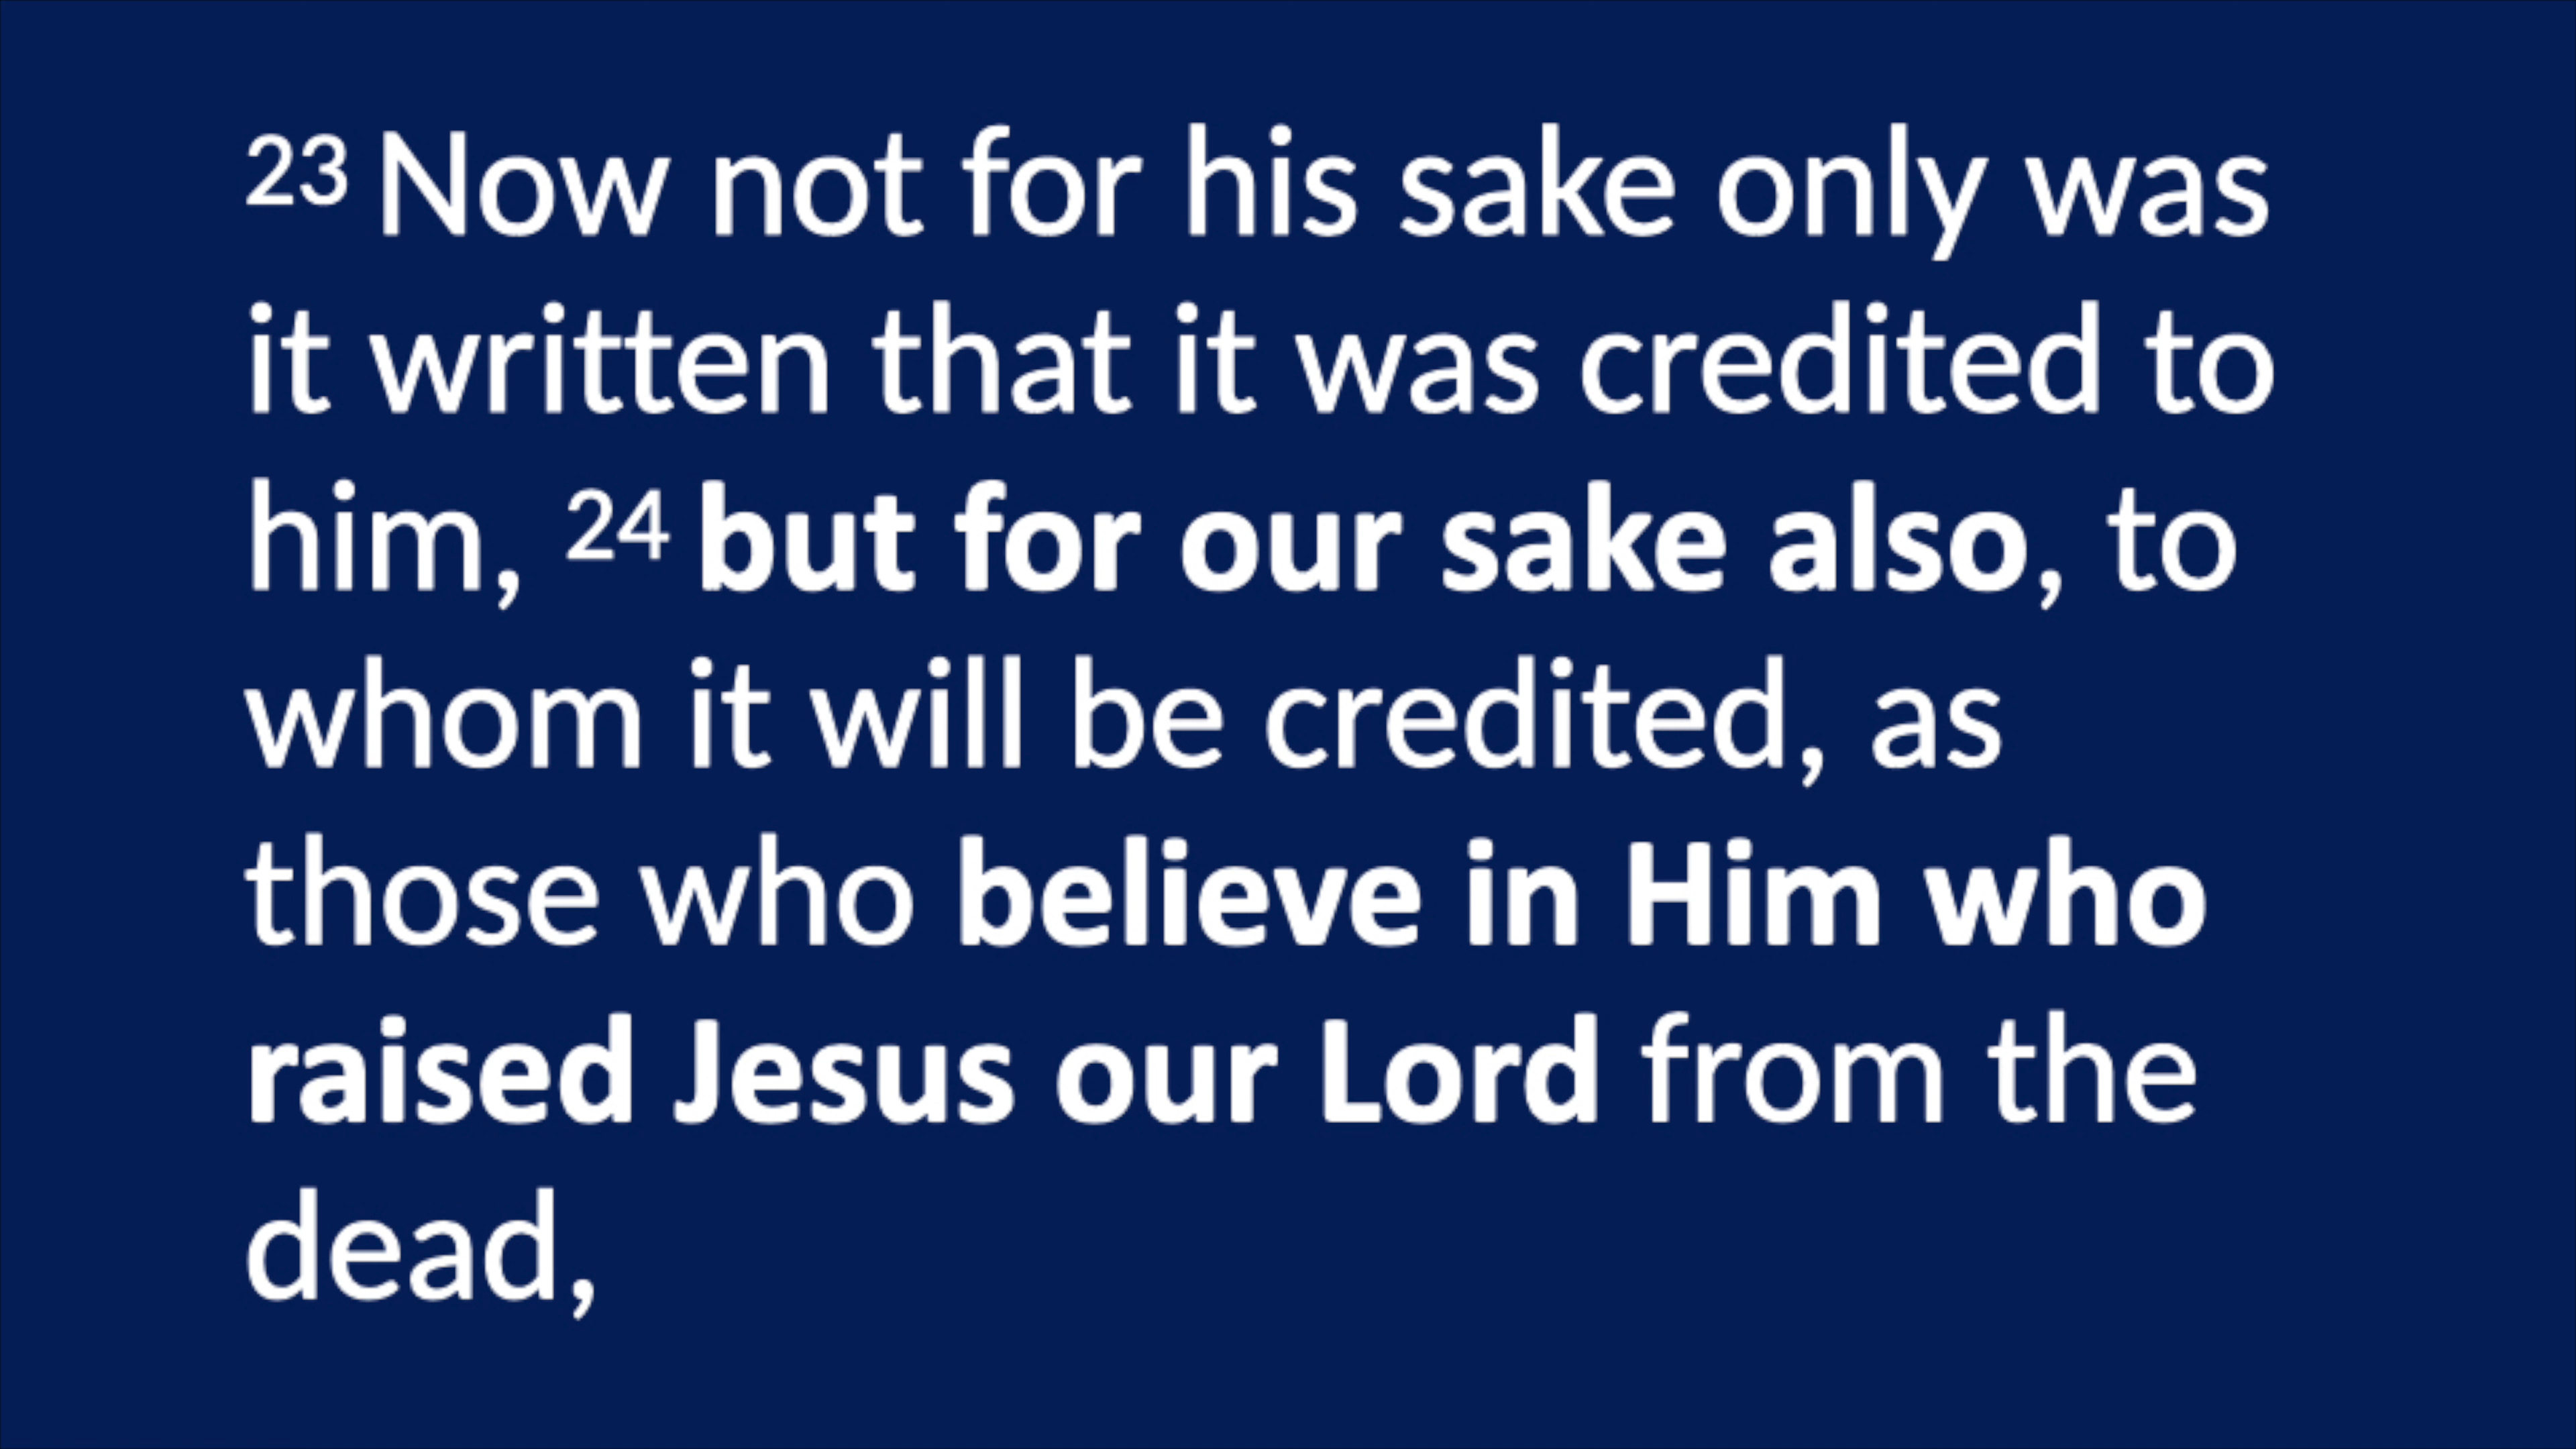 23 Now not for his sake only was
it written that it was credited to
him, 24 but for our sake also, to
whom it will be credited, as
those who believe in Him who
raised Jesus our Lord from the
dead,